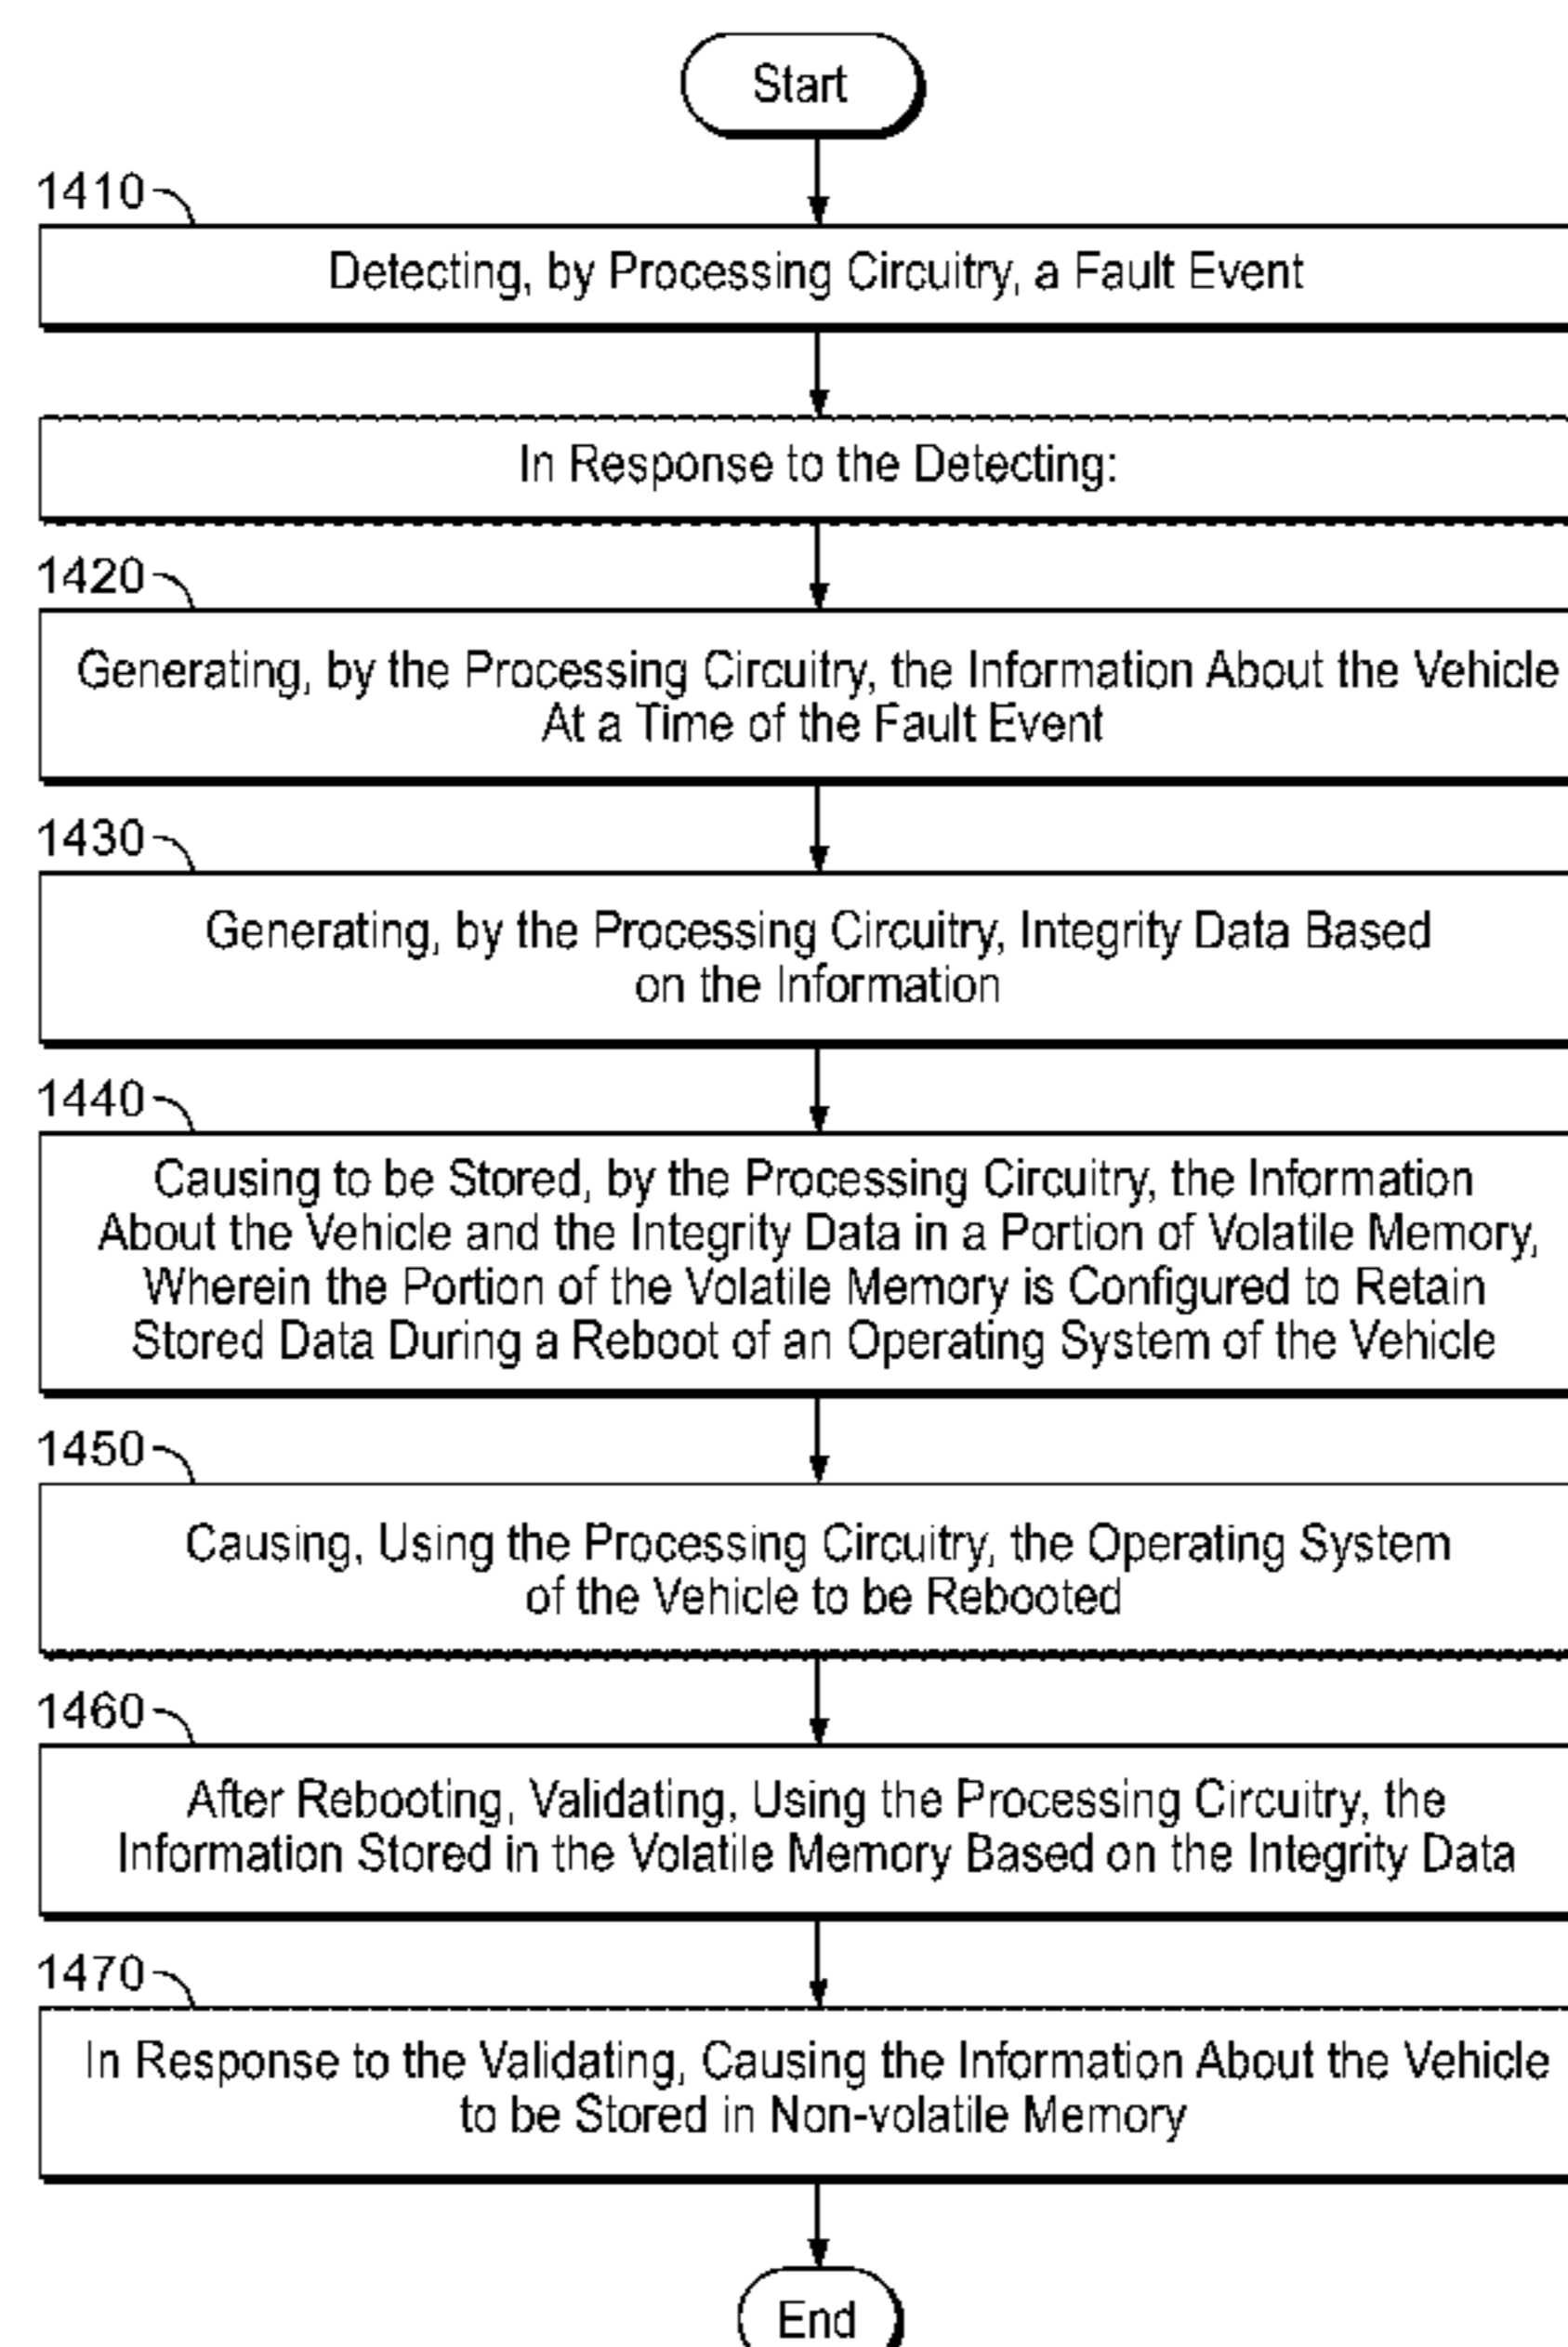 Start
1410
Detecting, by Processing Circuitry, a Fault Event
In Response to the Detecting:
1420
Generating, by the Processing Circuitry, the Information About the Vehicle
At a Time of the Fault Event
1430
Generating, by the Processing Circuitry, Integrity Data Based
on the Information
1440
Causing to be Stored, by the Processing Circuitry, the Information
About the Vehicle and the Integrity Data in a Portion of Volatile Memory,
Wherein the Portion of the Volatile Memory is Configured to Retain
Stored Data During a Reboot of an Operating System of the Vehicle
1450
Causing, Using the Processing Circuitry, the Operating System
of the Vehicle to be Rebooted
1460
After Rebooting, Validating, Using the Processing Circuitry, the
Information Stored in the Volatile Memory Based on the Integrity Data
1470
In Response to the Validating, Causing the Information About the Vehicle
to be Stored in Non-volatile Memory
End